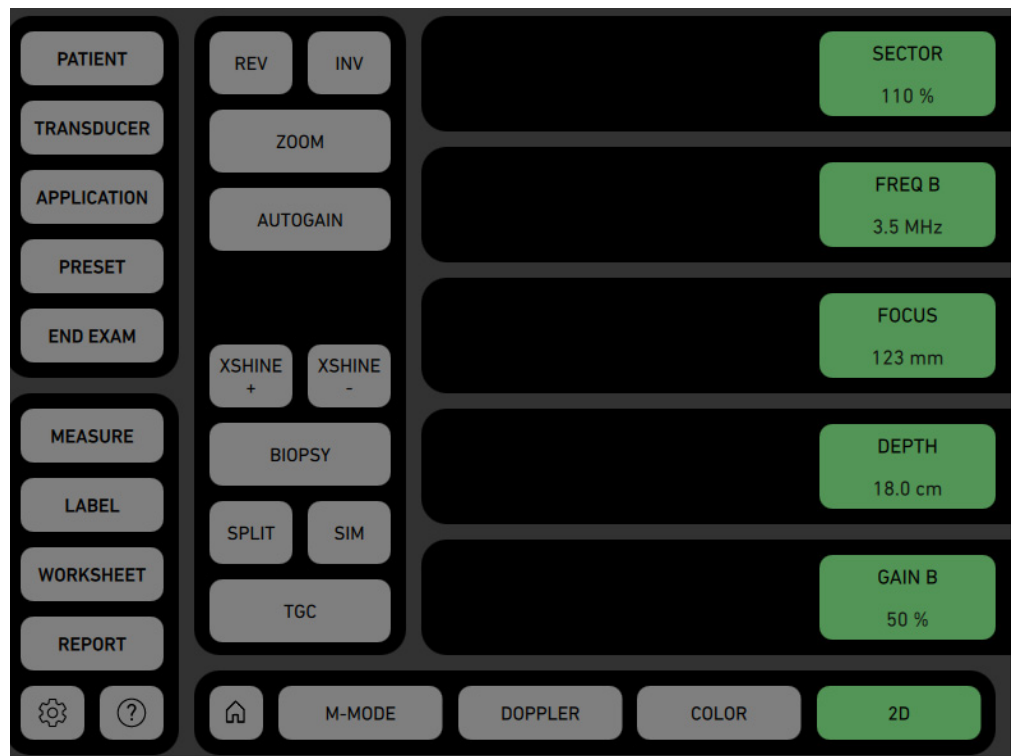 PATIENT
TRANSDUCER
APPLICATION
PRESET
END EXAM
MEASURE
LABEL
WORKSHEET
REPORT
?
REV INV
ZOOM
AUTOGAIN
XSHINE XSHINE
+ -
BIOPSY
SPLIT SIM
TGC
SECTOR
110 %
FREQ B
3.5 MHz
FOCUS
123 mm
DEPTH
18.0 cm
GAIN B
50 %
M-MODE DOPPLER COLOR 2D